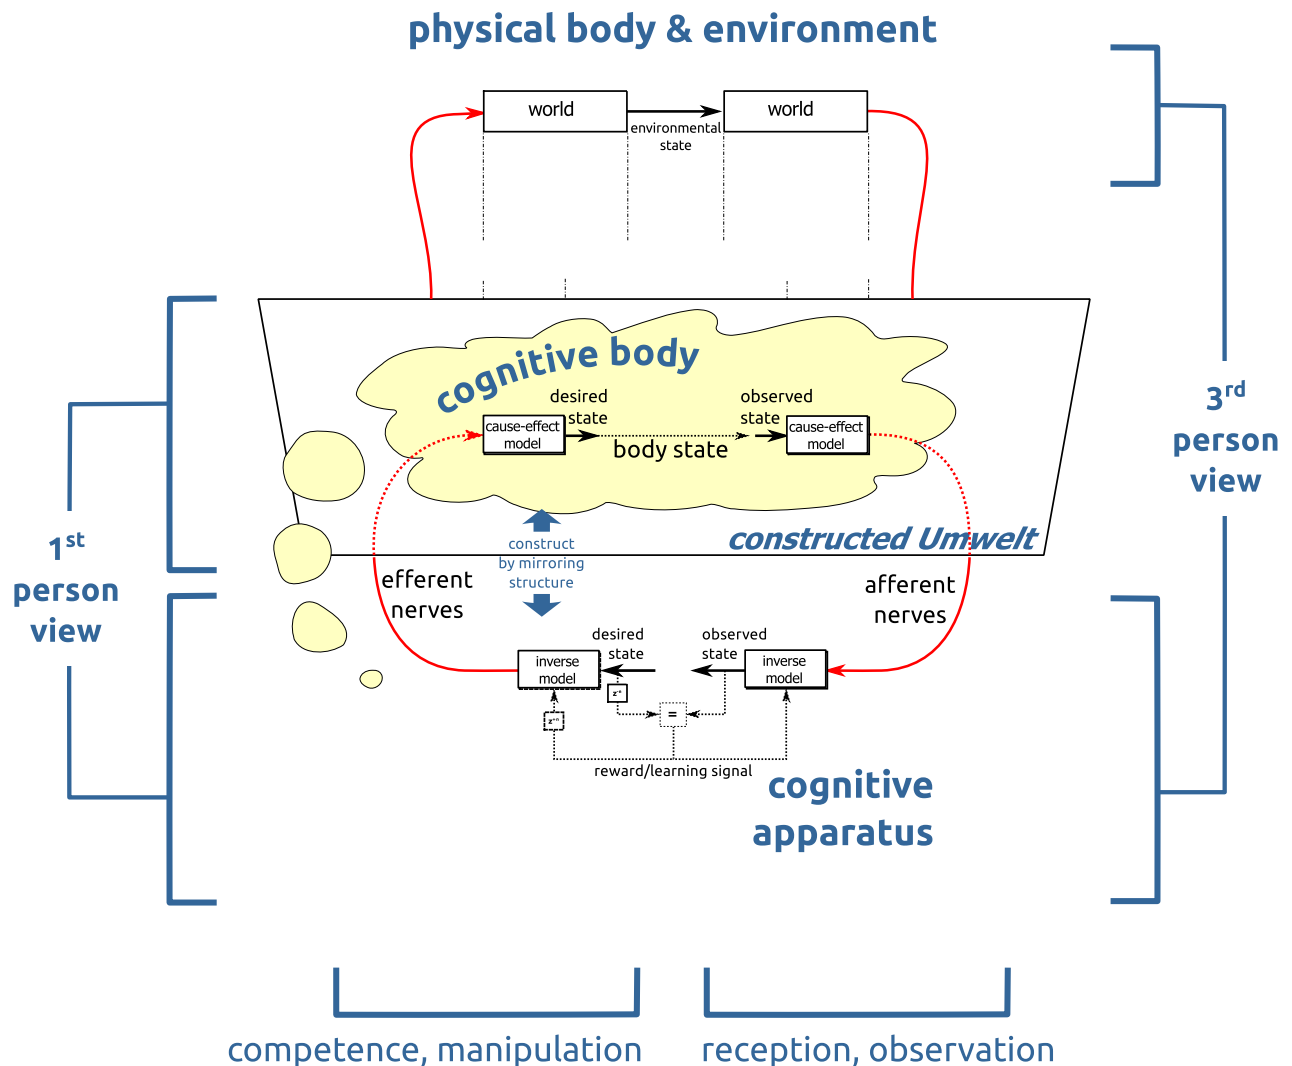 physical body & environment
world
world
environmental
state
cognitive body
desired
state
observed
state
cause-effect
model
cause-effect
model
body state
constructed Umwelt
construct
by mirroring
structure
efferent
nerves
afferent
nerves
1st
person
view
3rd
person
view
desired
state
observed
state
inverse
model
inverse
model
z⁻ⁿ
=
z⁺ⁿ
reward/learning signal
cognitive
apparatus
competence, manipulation
reception, observation